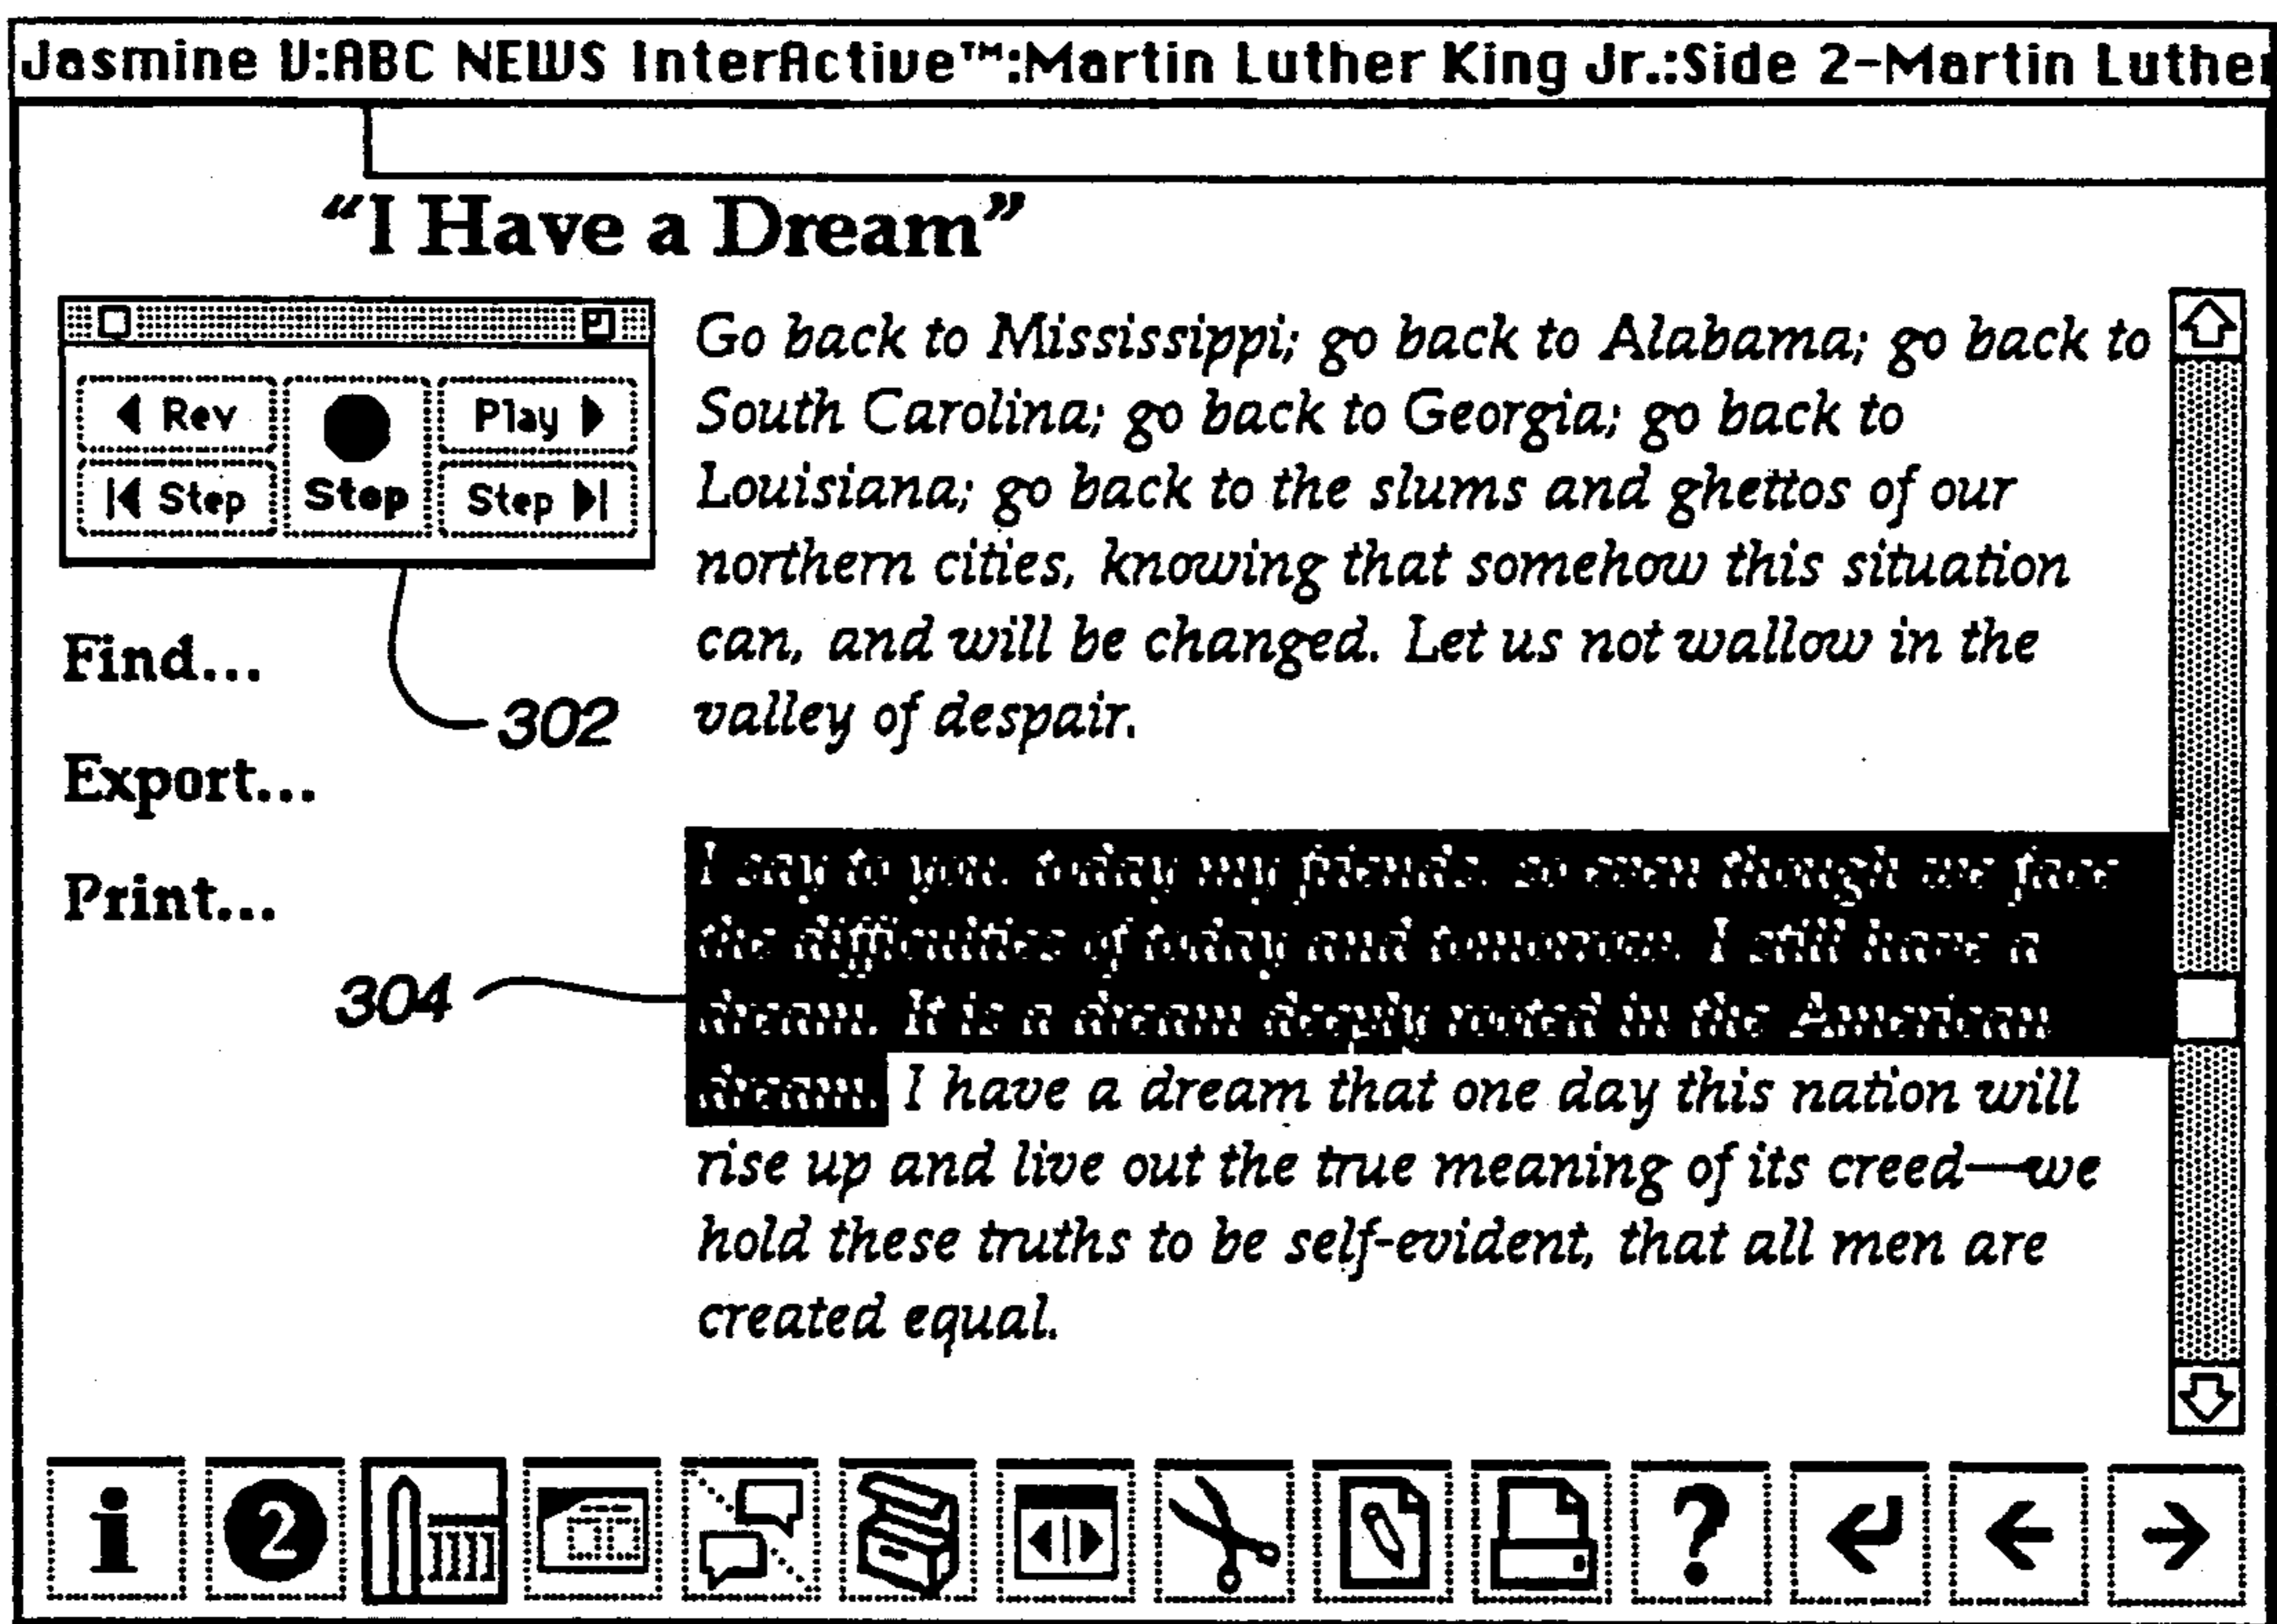 Jasmine V:ABC NEWS InterActive™:Martin Luther King Jr.:Side 2-Martin Luther
“I Have a Dream”
Rev
Play
Step
Stop
Step
302
Find...
Export...
Print...
304
Go back to Mississippi; go back to Alabama; go back to
South Carolina; go back to Georgia; go back to
Louisiana; go back to the slums and ghettos of our
northern cities, knowing that somehow this situation
can, and will be changed. Let us not wallow in the
valley of despair.
I say to you, today my friends, so even though we face
the difficulties of today and tomorrow. I still have a
dream. It is a dream deeply rooted in the American
dream. I have a dream that one day this nation will
rise up and live out the true meaning of its creed—we
hold these truths to be self-evident, that all men are
created equal.
i
2
?